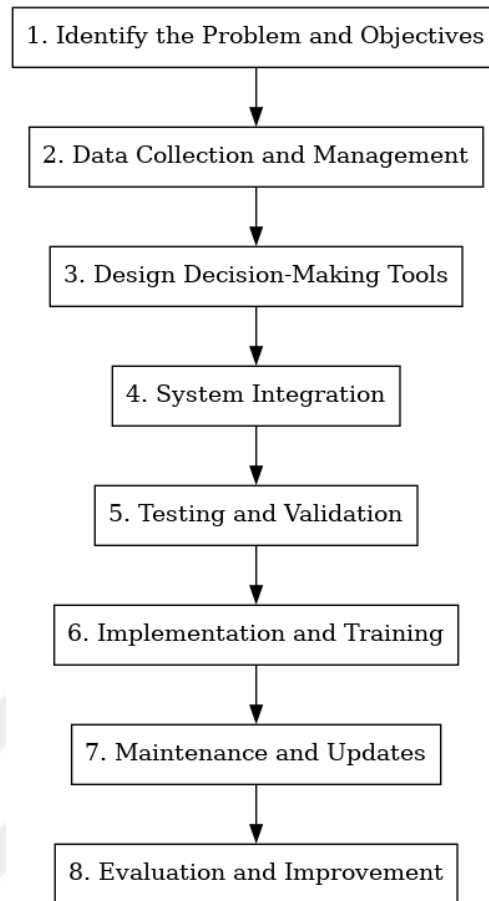 1. Identify the Problem and Objectives
2. Data Collection and Management
3. Design Decision-Making Tools
4. System Integration
5. Testing and Validation
6. Implementation and Training
7. Maintenance and Updates
8. Evaluation and Improvement